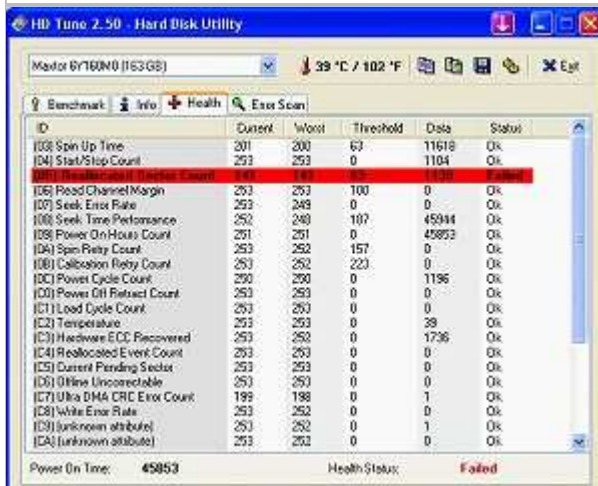 HD Tune 2.50 - Hard Disk Utility
Maxtor 6Y160M0 (163 GB) 39 °C / 102 °F Exit
Benchmark Info Health Error Scan
ID Current Worst Threshold Data Status
(03) Spin Up Time 201 200 63 11618 Ok
(04) Start/Stop Count 253 253 0 1104 Ok
(05) Reallocated Sector Count Failed
(06) Read Channel Margin 253 253 100 0 Ok
(07) Seek Error Rate 253 249 0 0 Ok
(08) Seek Time Performance 252 248 187 45944 Ok
(09) Power On Hours Count 251 251 0 45853 Ok
(0A) Spin Retry Count 253 252 157 0 Ok
(0B) Calibration Retry Count 253 252 223 0 Ok
(0C) Power Cycle Count 250 250 0 1196 Ok
(C0) Power Off Retract Count 253 253 0 0 Ok
(C1) Load Cycle Count 253 253 0 0 Ok
(C2) Temperature 253 253 0 39 Ok
(C3) Hardware ECC Recovered 253 252 0 1736 Ok
(C4) Reallocated Event Count 253 253 0 0 Ok
(C5) Current Pending Sector 253 253 0 0 Ok
(C6) Offline Uncorrectable 253 253 0 0 Ok
(C7) Ultra DMA CRC Error Count 199 198 0 1 Ok
(C8) Write Error Rate 253 252 0 0 Ok
(C9) (unknown attribute) 253 252 0 1 Ok
(CA) (unknown attribute) 253 252 0 0 Ok
Power On Time: 45853 Health Status: Failed